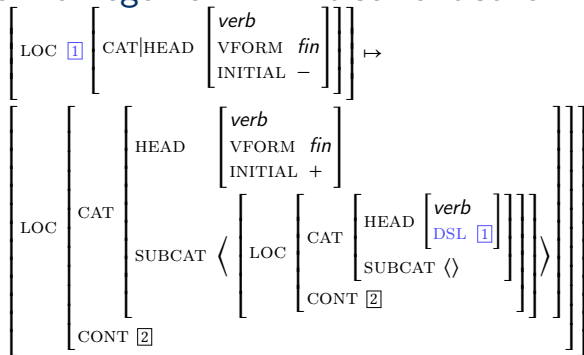 LOC 1 CAT|HEAD verb
VFORM fin
INITIAL − ↦
LOC CAT HEAD verb
VFORM fin
INITIAL +
SUBCAT ⟨ LOC CAT HEAD verb
DSL 1
SUBCAT ⟨⟩
CONT 2 ⟩
CONT 2